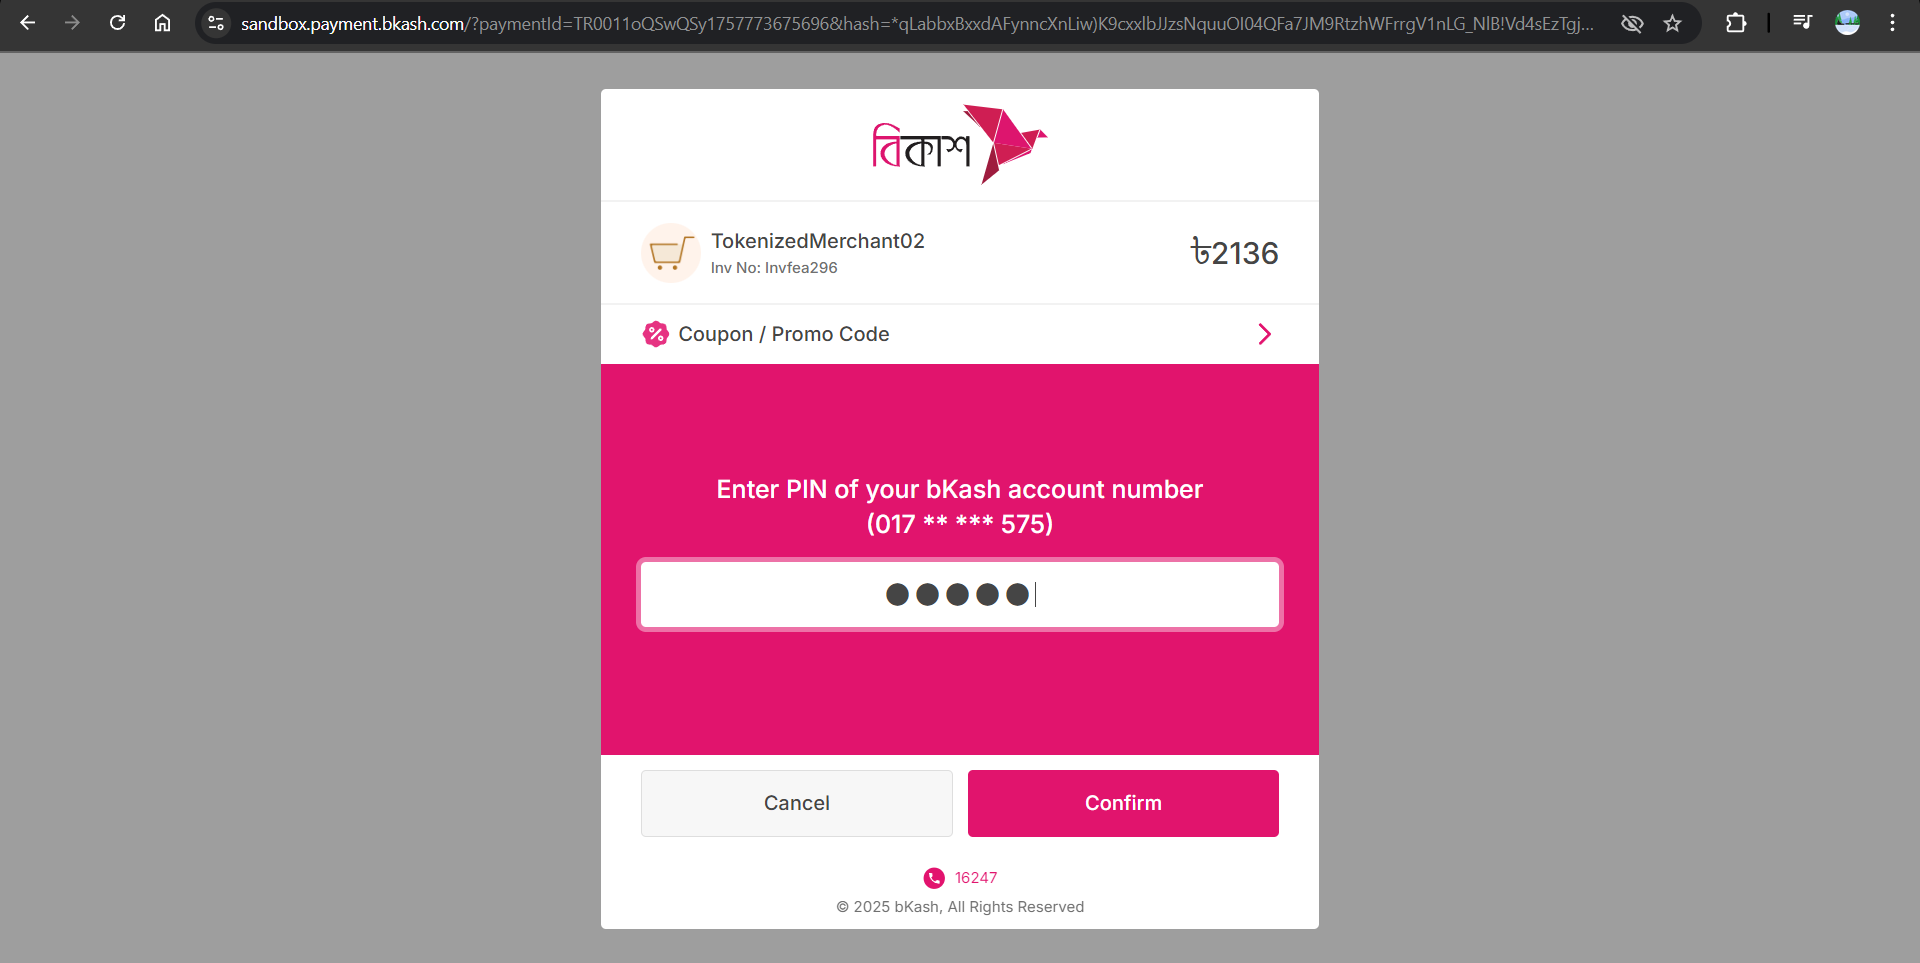 sandbox.payment.bkash.com/?paymentId=TR0011oQSwQSy1757773675696&hash=*qLabbxBxxdAFynncXnLiw)K9cxxlbJJzsNquuOI04QFa7JM9RtzhWFrrgV1nLG_NlB!Vd4sEzTgj...
বিকাশ
TokenizedMerchant02
Inv No: Invfea296
৳2136
Coupon / Promo Code
Enter PIN of your bKash account number
(017 ** *** 575)
Cancel
Confirm
16247
© 2025 bKash, All Rights Reserved